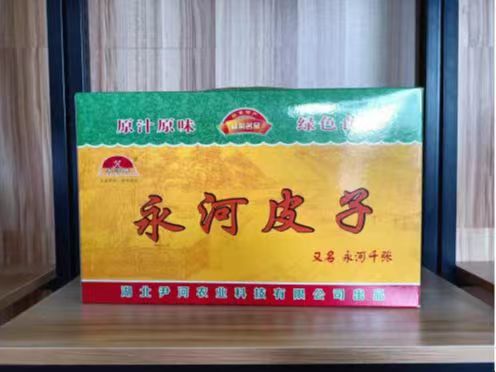 原汁原味
绿色
永河皮子
又名 永河千张
湖北尹河农业科技有限公司出品